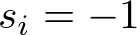 s_i = −1